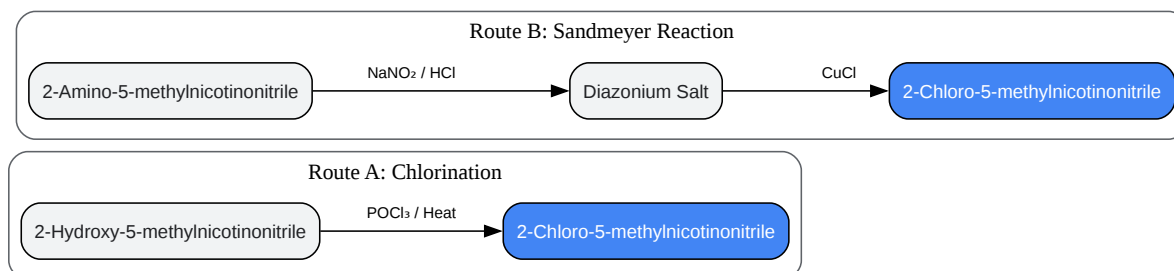 Route B: Sandmeyer Reaction
2-Amino-5-methylnicotinonitrile
NaNO₂ / HCl
Diazonium Salt
CuCl
2-Chloro-5-methylnicotinonitrile
Route A: Chlorination
2-Hydroxy-5-methylnicotinonitrile
POCl₃ / Heat
2-Chloro-5-methylnicotinonitrile